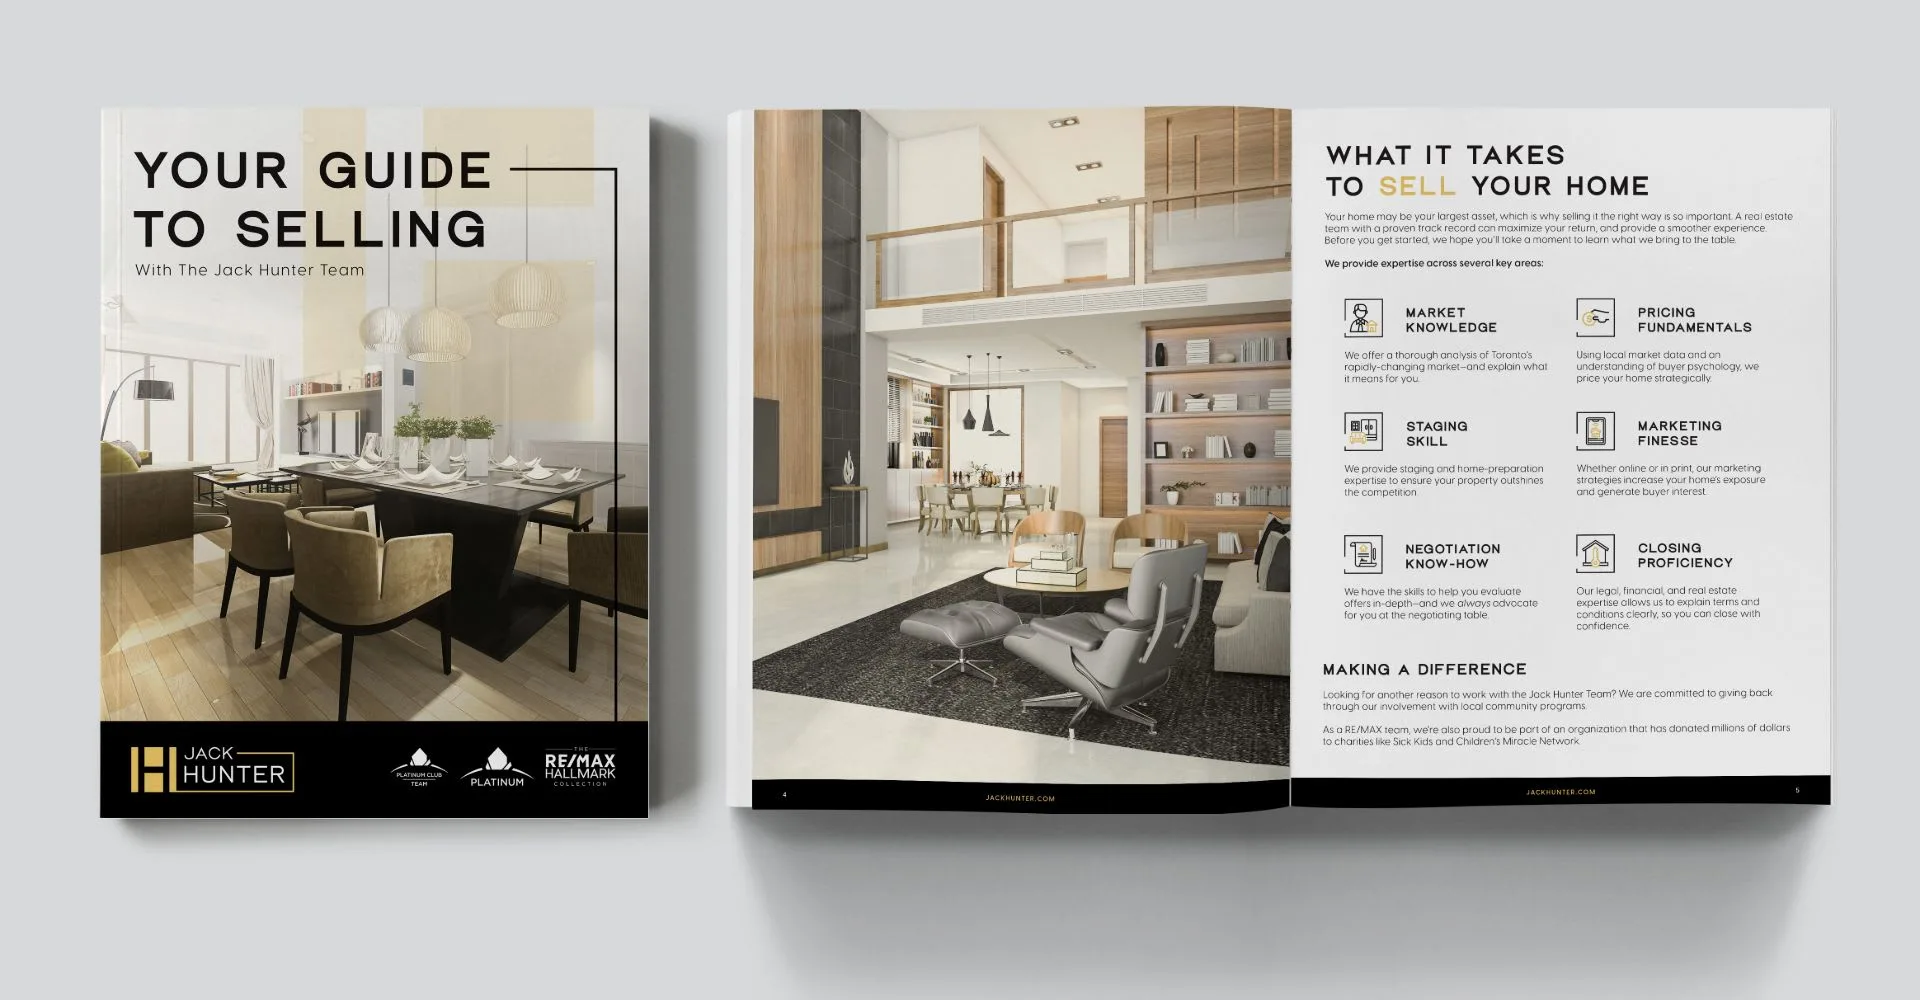 YOUR GUIDE
TO SELLING
With The Jack Hunter Team
JACK
HUNTER
PLATINUM CLUB
TEAM
PLATINUM
THE
RE/MAX
HALLMARK
COLLECTION
4
JACKHUNTER.COM
WHAT IT TAKES
TO SELL YOUR HOME
Your home may be your largest asset, which is why selling it the right way is so important. A real estate
team with a proven track record can maximize your return, and provide a smoother experience.
Before you get started, we hope you'll take a moment to learn what we bring to the table.
We provide expertise across several key areas:
MARKET
KNOWLEDGE
We offer a thorough analysis of Toronto's
rapidly-changing market—and explain what
it means for you.
PRICING
FUNDAMENTALS
Using local market data and an
understanding of buyer psychology, we
price your home strategically.
STAGING
SKILL
We provide staging and home-preparation
expertise to ensure your property outshines
the competition.
MARKETING
FINESSE
Whether online or in print, our marketing
strategies increase your home's exposure
and generate buyer interest.
NEGOTIATION
KNOW-HOW
We have the skills to help you evaluate
offers in-depth—and we always advocate
for you at the negotiating table.
CLOSING
PROFICIENCY
Our legal, financial, and real estate
expertise allows us to explain terms and
conditions clearly, so you can close with
confidence.
MAKING A DIFFERENCE
Looking for another reason to work with the Jack Hunter Team? We are committed to giving back
through our involvement with local community programs.
As a RE/MAX team, we're also proud to be part of an organization that has donated millions of dollars
to charities like Sick Kids and Children's Miracle Network.
JACKHUNTER.COM
5